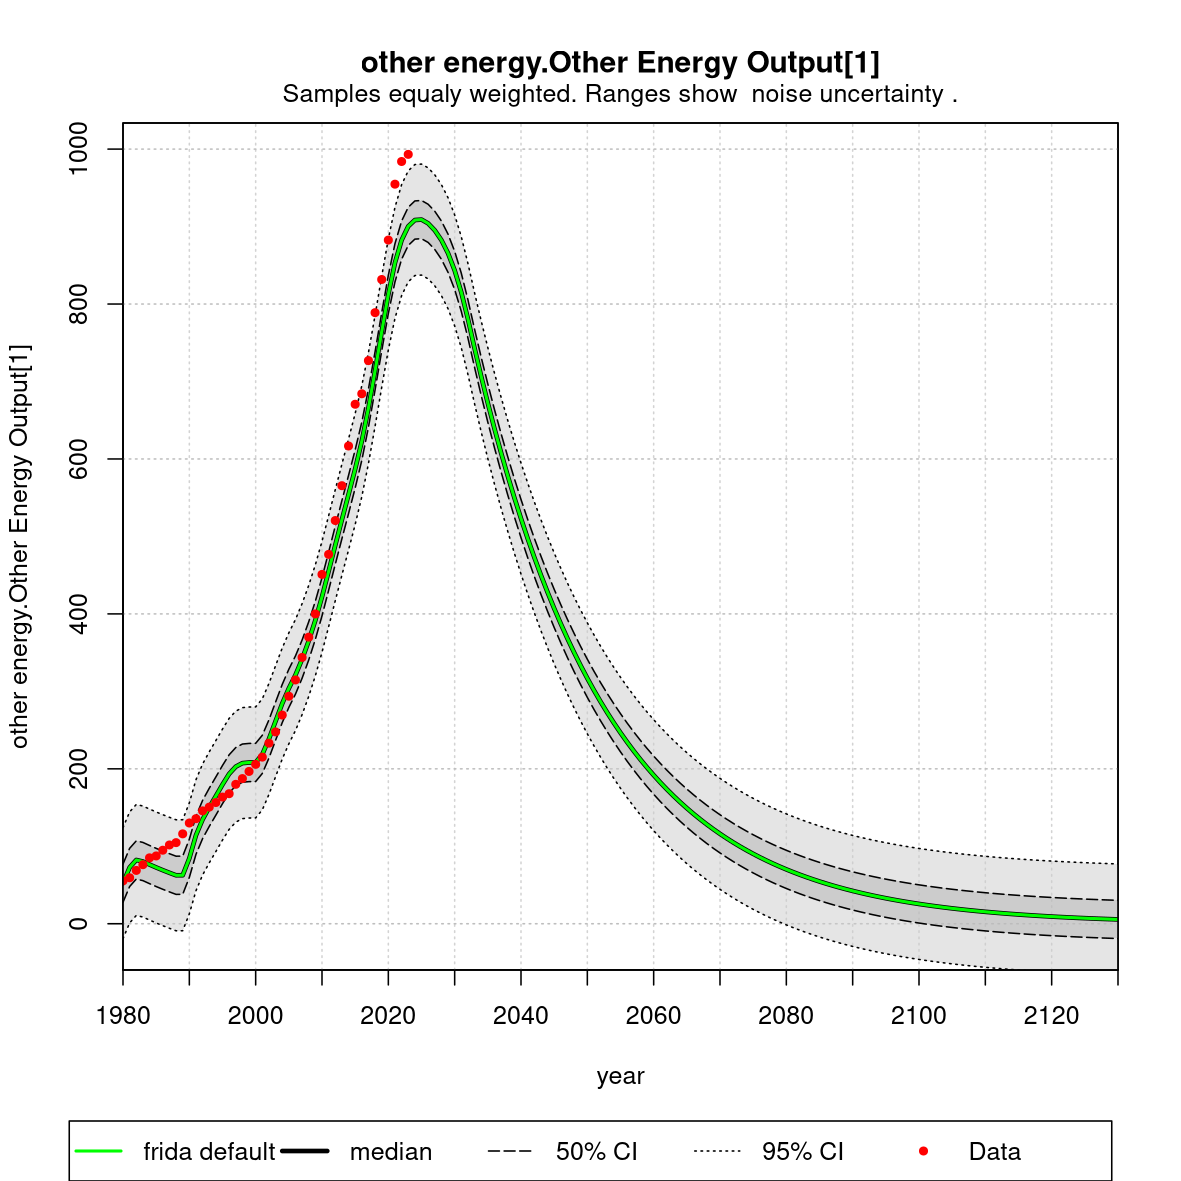 other energy.Other Energy Output[1]
Samples equaly weighted. Ranges show  noise uncertainty .
other energy.Other Energy Output[1]
1000
800
600
400
200
0
1980 2000 2020 2040 2060 2080 2100 2120
year
frida default median 50% CI 95% CI Data